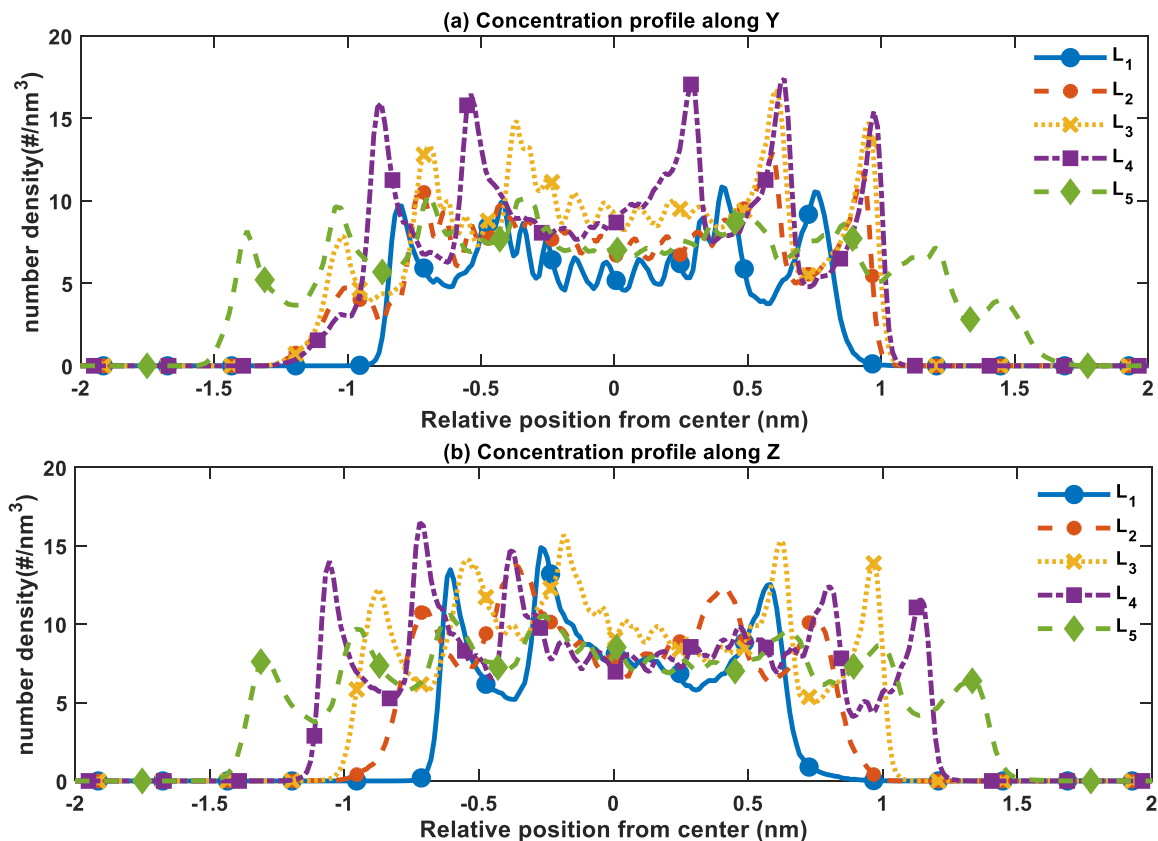 (a) Concentration profile along Y
number density(#/nm³)
20
15
10
5
0
-2 -1.5 -1 -0.5 0 0.5 1 1.5 2
Relative position from center (nm)
L₁
L₂
L₃
L₄
L₅
(b) Concentration profile along Z
number density(#/nm³)
20
15
10
5
0
-2 -1.5 -1 -0.5 0 0.5 1 1.5 2
Relative position from center (nm)
L₁
L₂
L₃
L₄
L₅